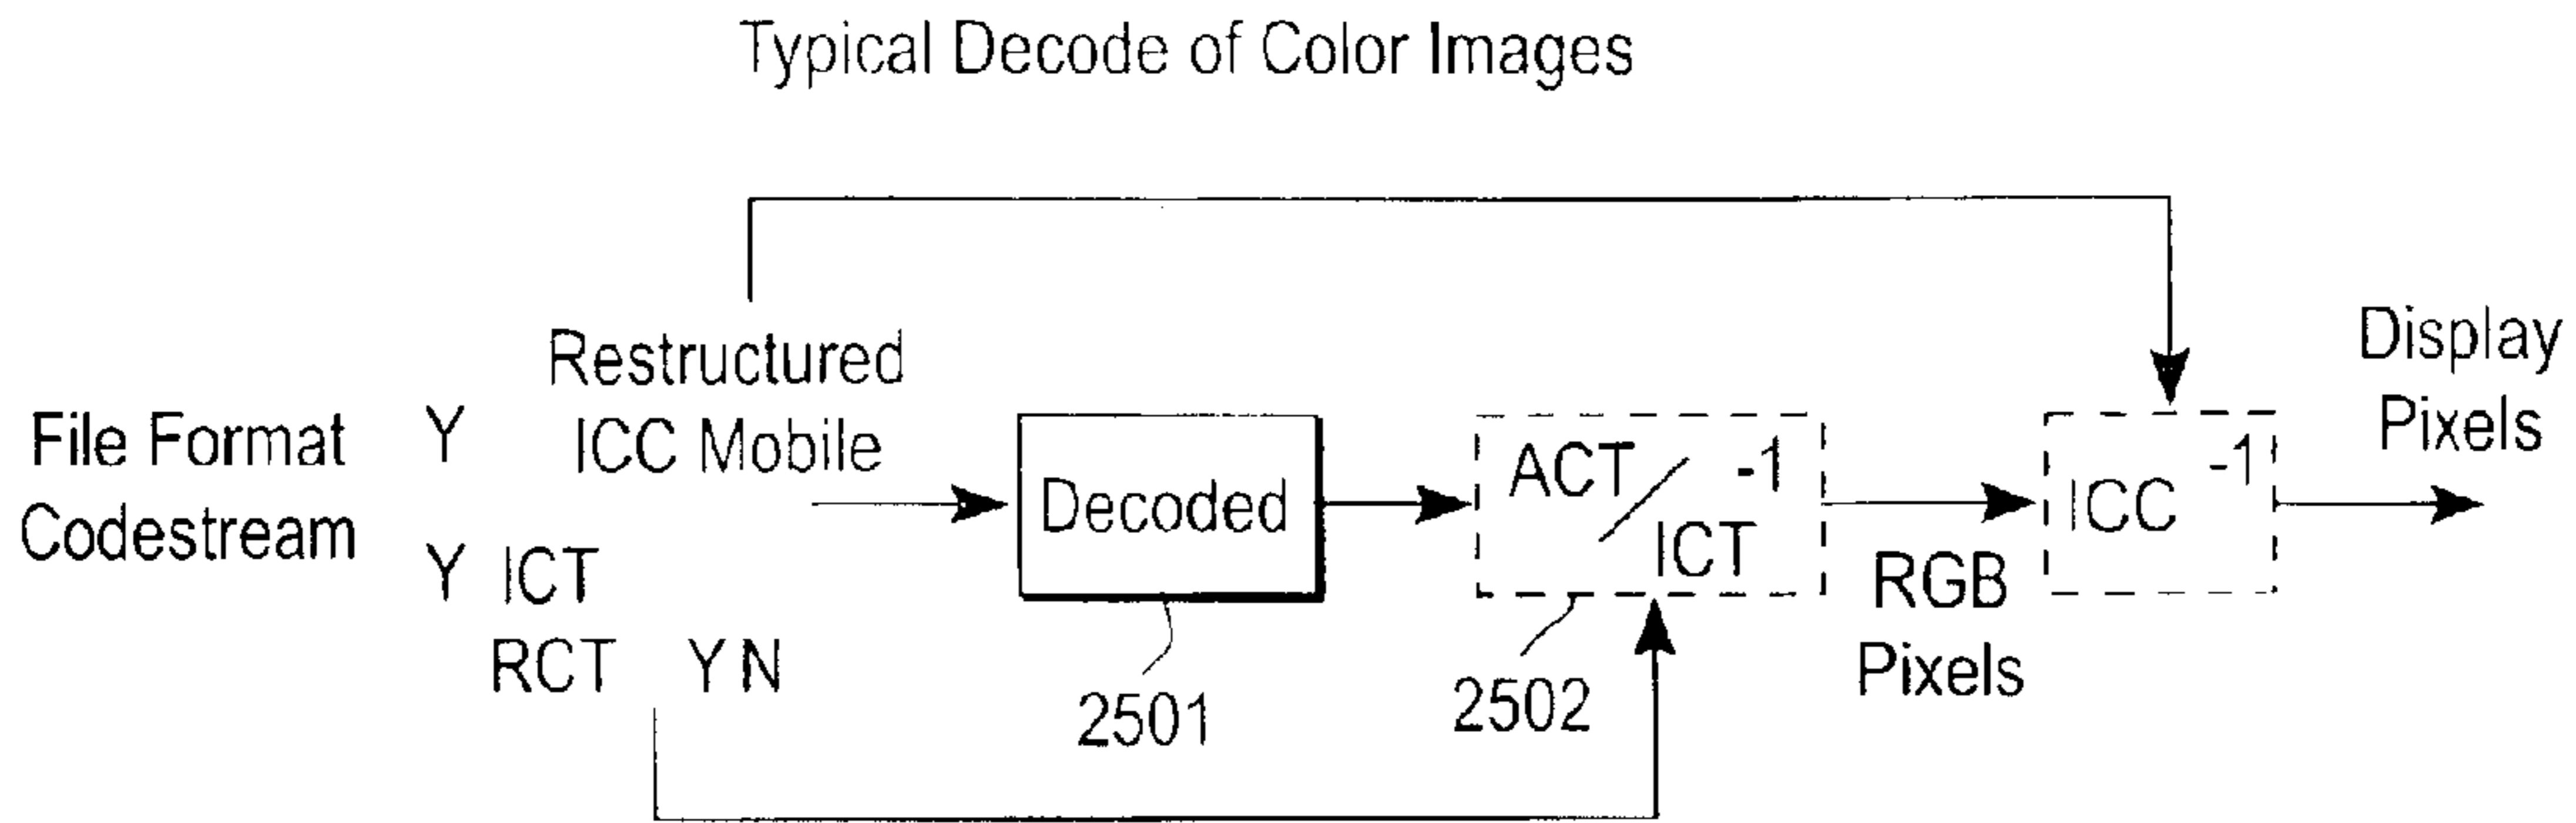 Typical Decode of Color Images
File Format
Codestream
Y
Restructured
ICC Mobile
Y ICT
RCT Y N
Decoded
2501
ACT/ -1
ICT
2502
RGB
Pixels
ICC -1
Display
Pixels